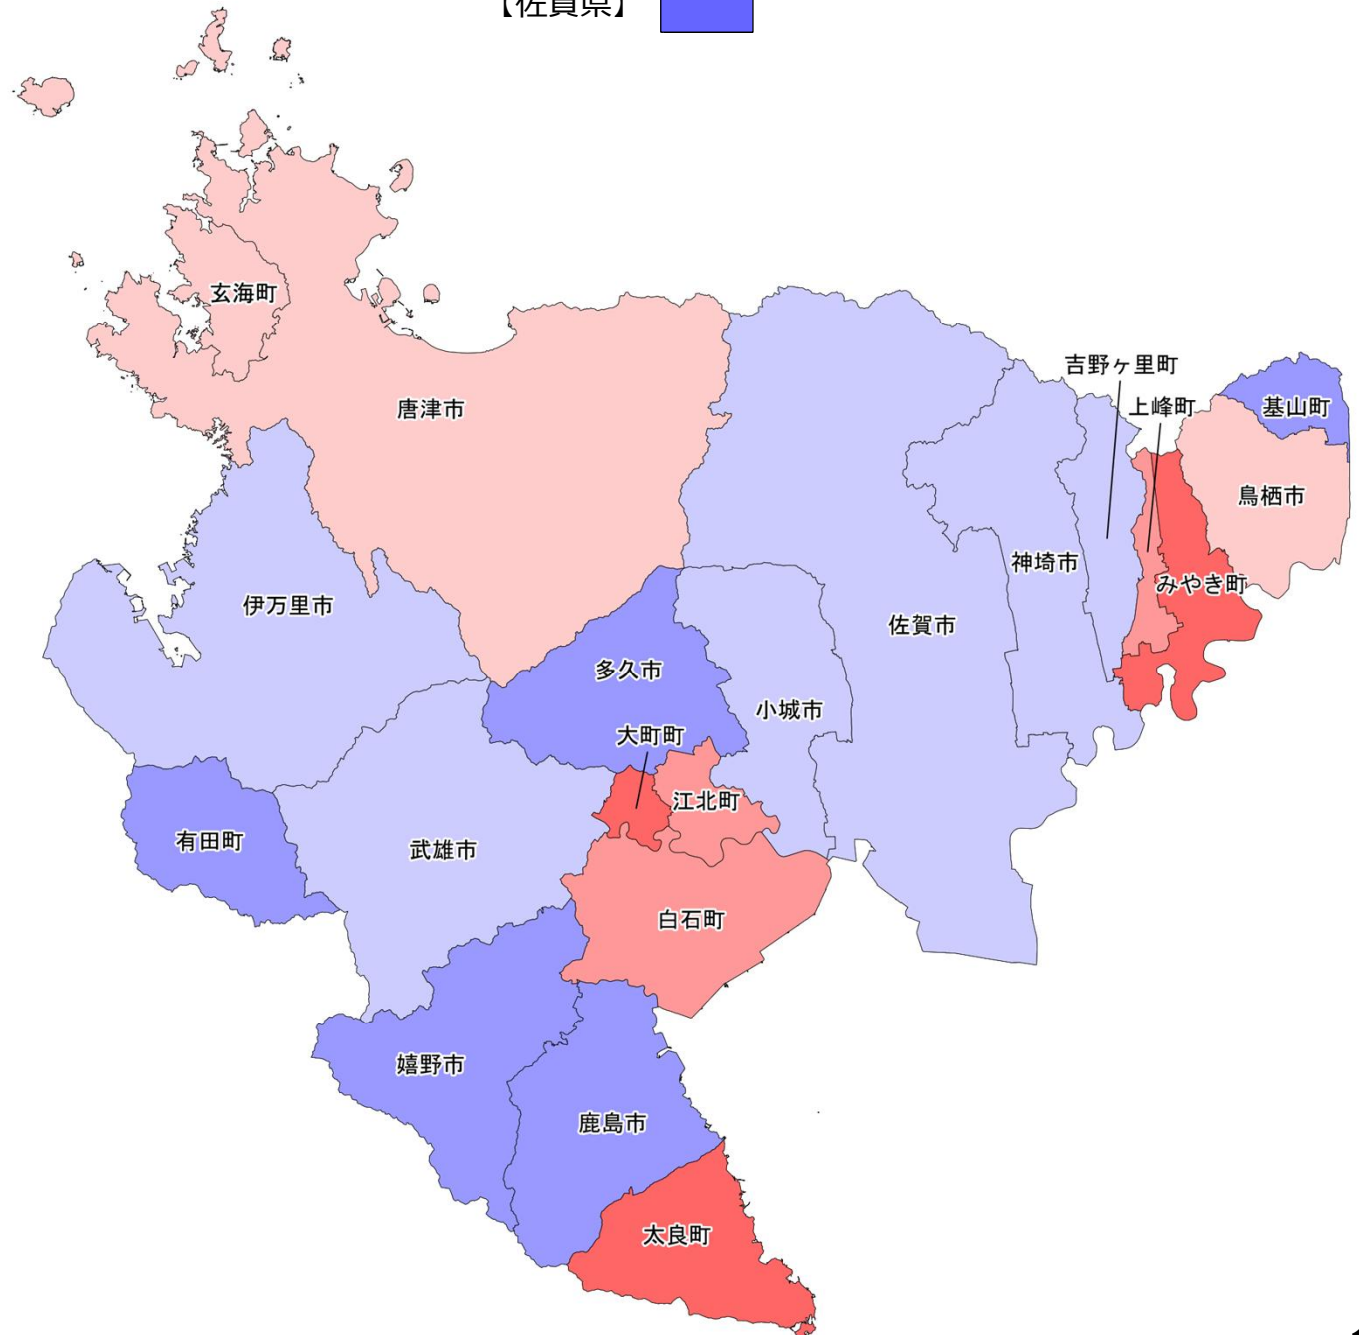 【佐賀県】
玄海町
吉野ヶ里町
上峰町
基山町
唐津市
鳥栖市
神埼市
みやき町
伊万里市
佐賀市
多久市
小城市
大町町
江北町
有田町
武雄市
白石町
嬉野市
鹿島市
太良町